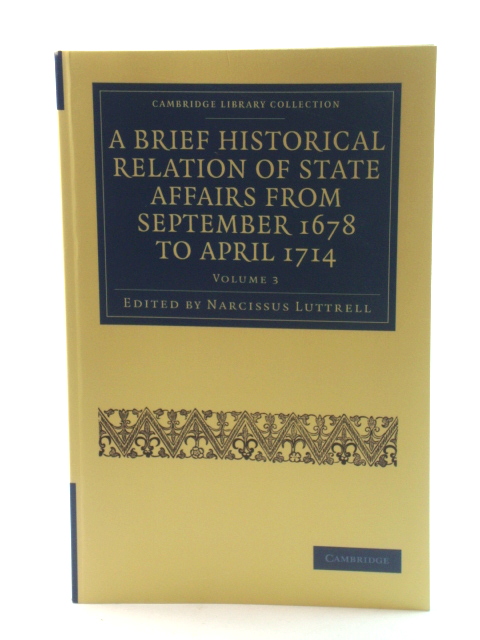 CAMBRIDGE LIBRARY COLLECTION
A BRIEF HISTORICAL
RELATION OF STATE
AFFAIRS FROM
SEPTEMBER 1678
TO APRIL 1714
VOLUME 3
EDITED BY NARCISSUS LUTTRELL
CAMBRIDGE